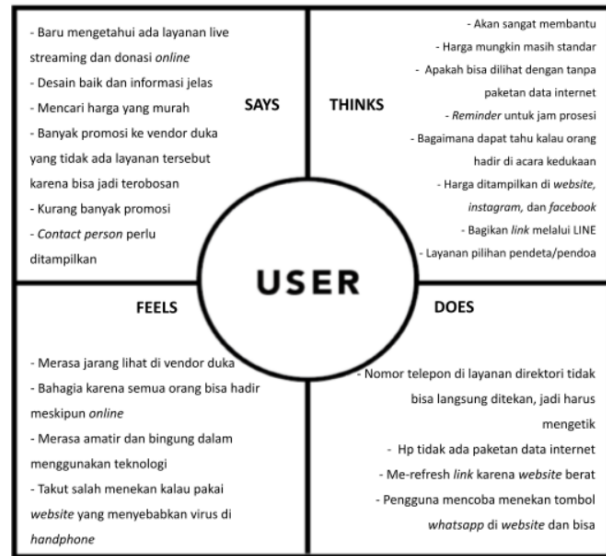 - Baru mengetahui ada layanan live
streaming dan donasi online
- Desain baik dan informasi jelas
- Mencari harga yang murah
- Banyak promosi ke vendor duka
yang tidak ada layanan tersebut
karena bisa jadi terobosan
- Kurang banyak promosi
- Contact person perlu
ditampilkan
SAYS
THINKS
- Akan sangat membantu
- Harga mungkin masih standar
- Apakah bisa dilihat dengan tanpa
paketan data internet
- Reminder untuk jam prosesi
- Bagaimana dapat tahu kalau orang
hadir di acara kedukaan
- Harga ditampilkan di website,
instagram, dan facebook
- Bagikan link melalui LINE
- Layanan pilihan pendeta/pendoa
USER
FEELS
- Merasa jarang lihat di vendor duka
- Bahagia karena semua orang bisa hadir
meskipun online
- Merasa amatir dan bingung dalam
menggunakan teknologi
- Takut salah menekan kalau pakai
website yang menyebabkan virus di
handphone
DOES
- Nomor telepon di layanan direktori tidak
bisa langsung ditekan, jadi harus
mengetik
- Hp tidak ada paketan data internet
- Me-refresh link karena website berat
- Pengguna mencoba menekan tombol
whatsapp di website dan bisa